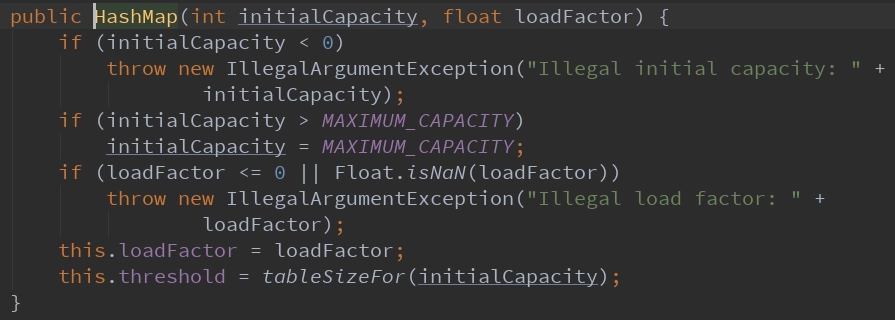 public HashMap(int initialCapacity, float loadFactor) {
    if (initialCapacity < 0)
        throw new IllegalArgumentException("Illegal initial capacity: " +
                initialCapacity);
    if (initialCapacity > MAXIMUM_CAPACITY)
        initialCapacity = MAXIMUM_CAPACITY;
    if (loadFactor <= 0 || Float.isNaN(loadFactor))
        throw new IllegalArgumentException("Illegal load factor: " +
                loadFactor);
    this.loadFactor = loadFactor;
    this.threshold = tableSizeFor(initialCapacity);
}